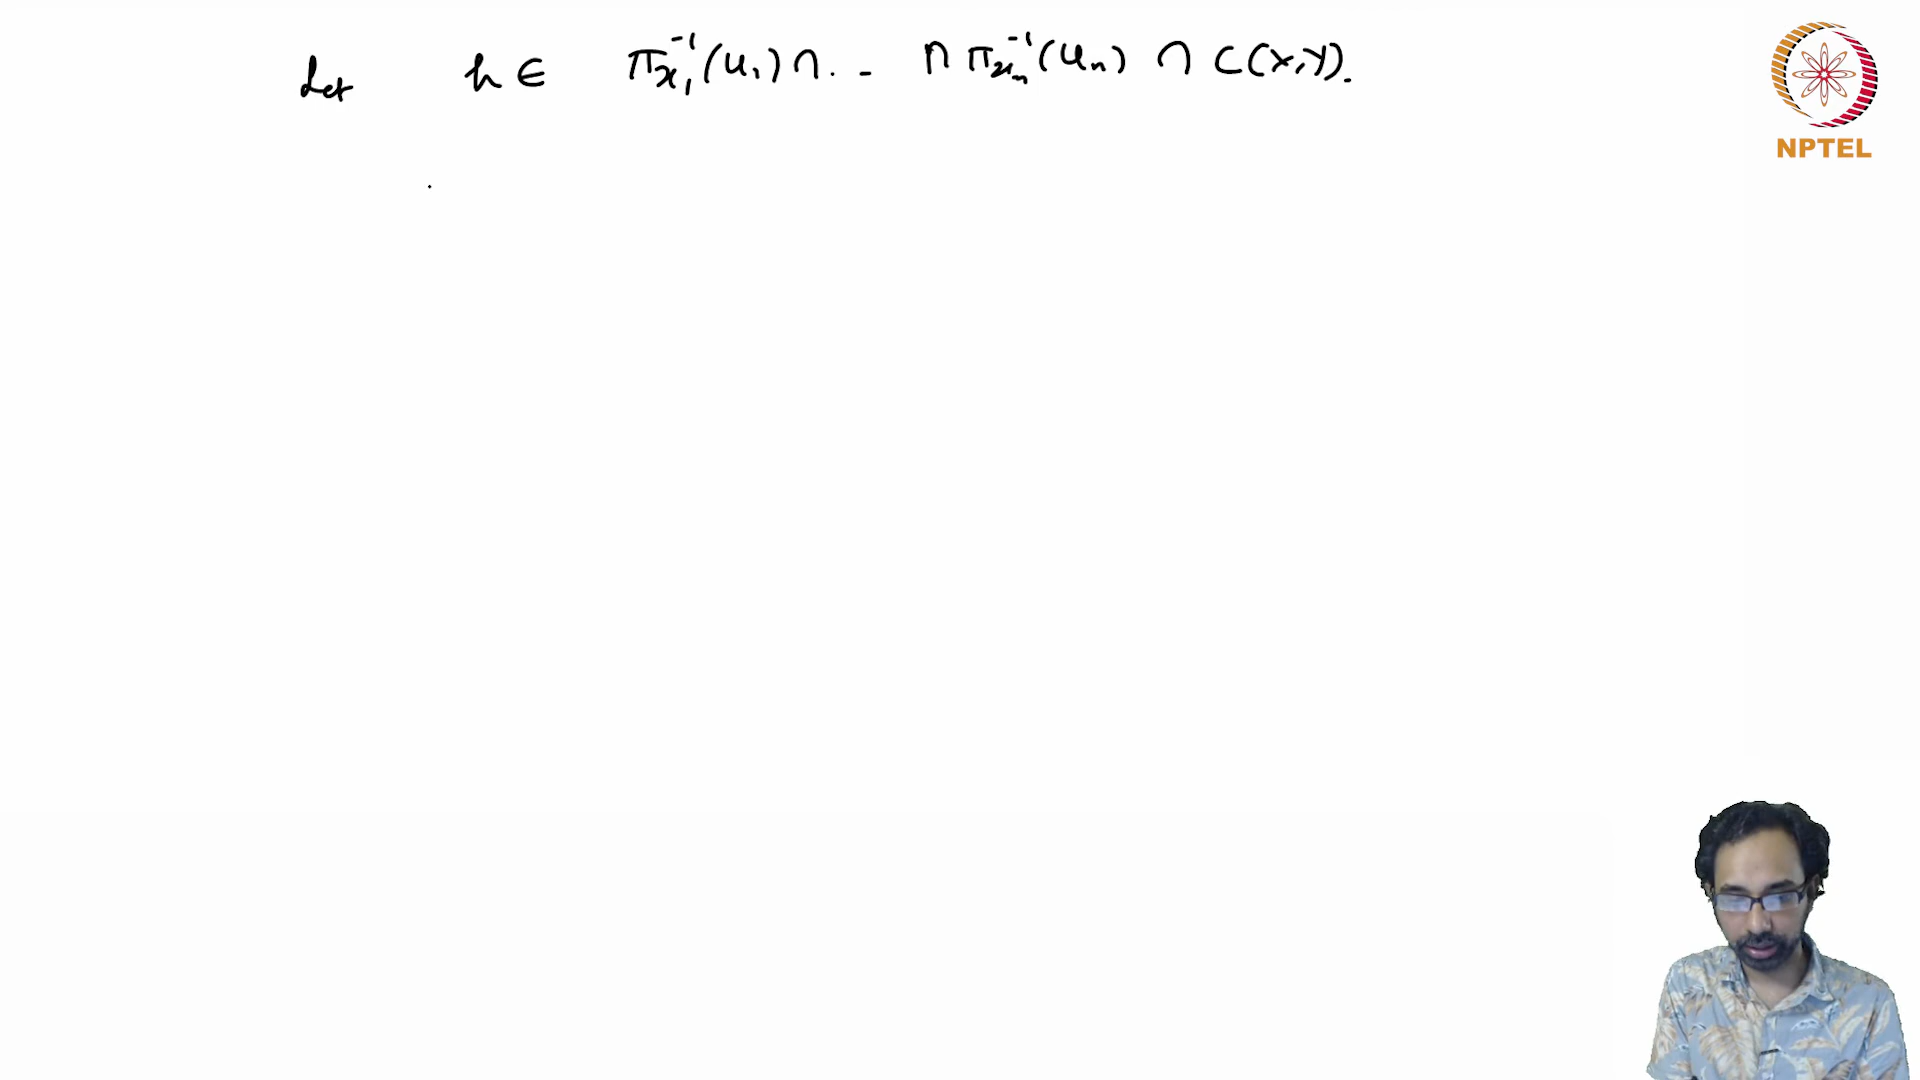 Let h ∈ π_{x_1}^{-1}(U_1) ∩ . - ∩ π_{x_n}^{-1}(U_n) ∩ C(X,Y).
NPTEL